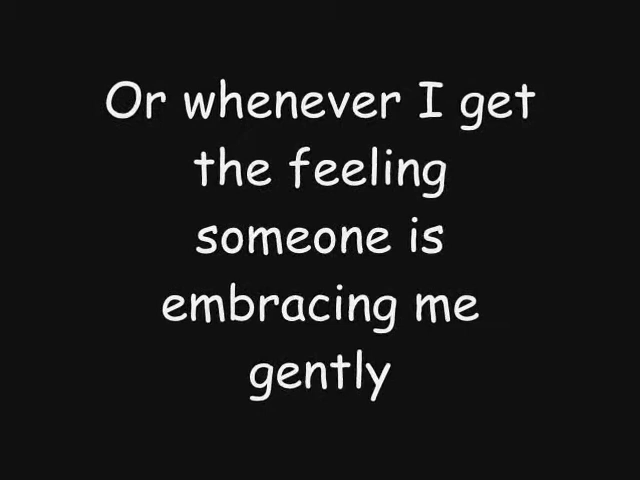 Or whenever I get
the feeling
someone is
embracing me
gently